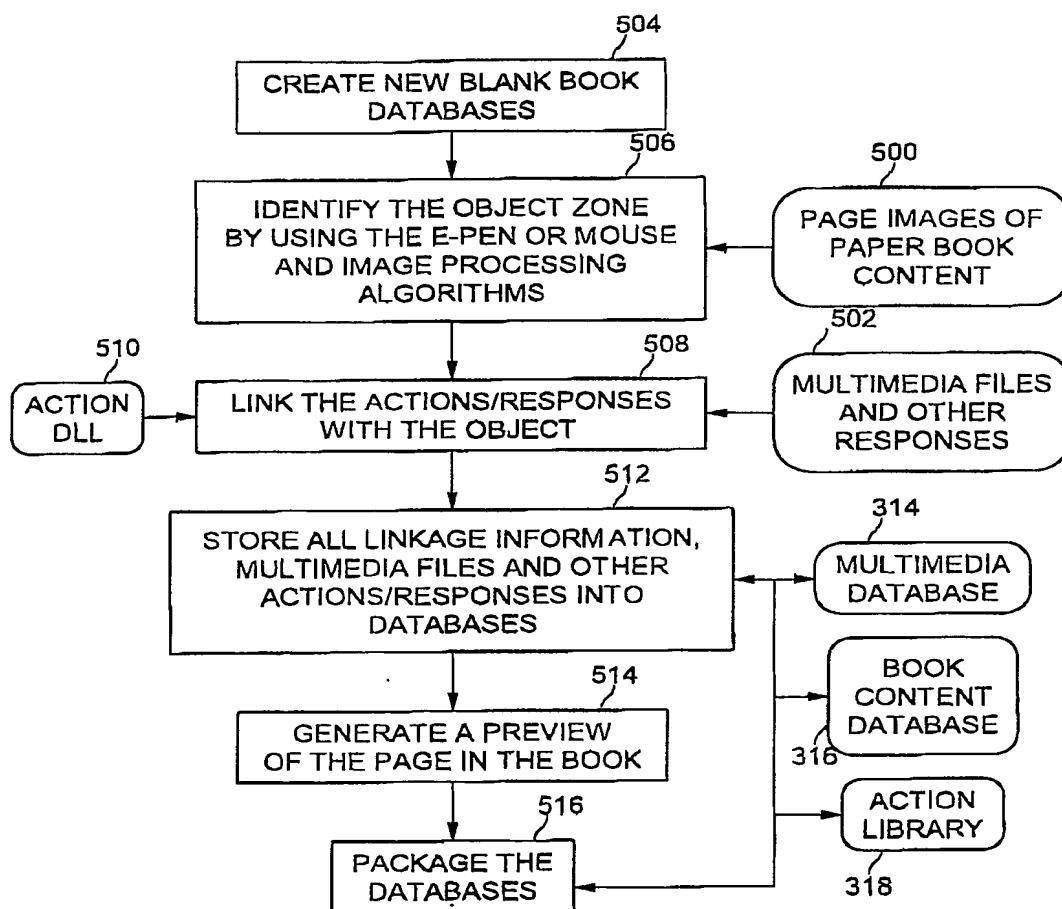 504
CREATE NEW BLANK BOOK
DATABASES
506
IDENTIFY THE OBJECT ZONE
BY USING THE E-PEN OR MOUSE
AND IMAGE PROCESSING
ALGORITHMS
500
PAGE IMAGES OF
PAPER BOOK
CONTENT
510
ACTION
DLL
508
LINK THE ACTIONS/RESPONSES
WITH THE OBJECT
502
MULTIMEDIA FILES
AND OTHER
RESPONSES
512
STORE ALL LINKAGE INFORMATION,
MULTIMEDIA FILES AND OTHER
ACTIONS/RESPONSES INTO
DATABASES
314
MULTIMEDIA
DATABASE
BOOK
CONTENT
DATABASE
316
514
GENERATE A PREVIEW
OF THE PAGE IN THE BOOK
ACTION
LIBRARY
318
516
PACKAGE THE
DATABASES